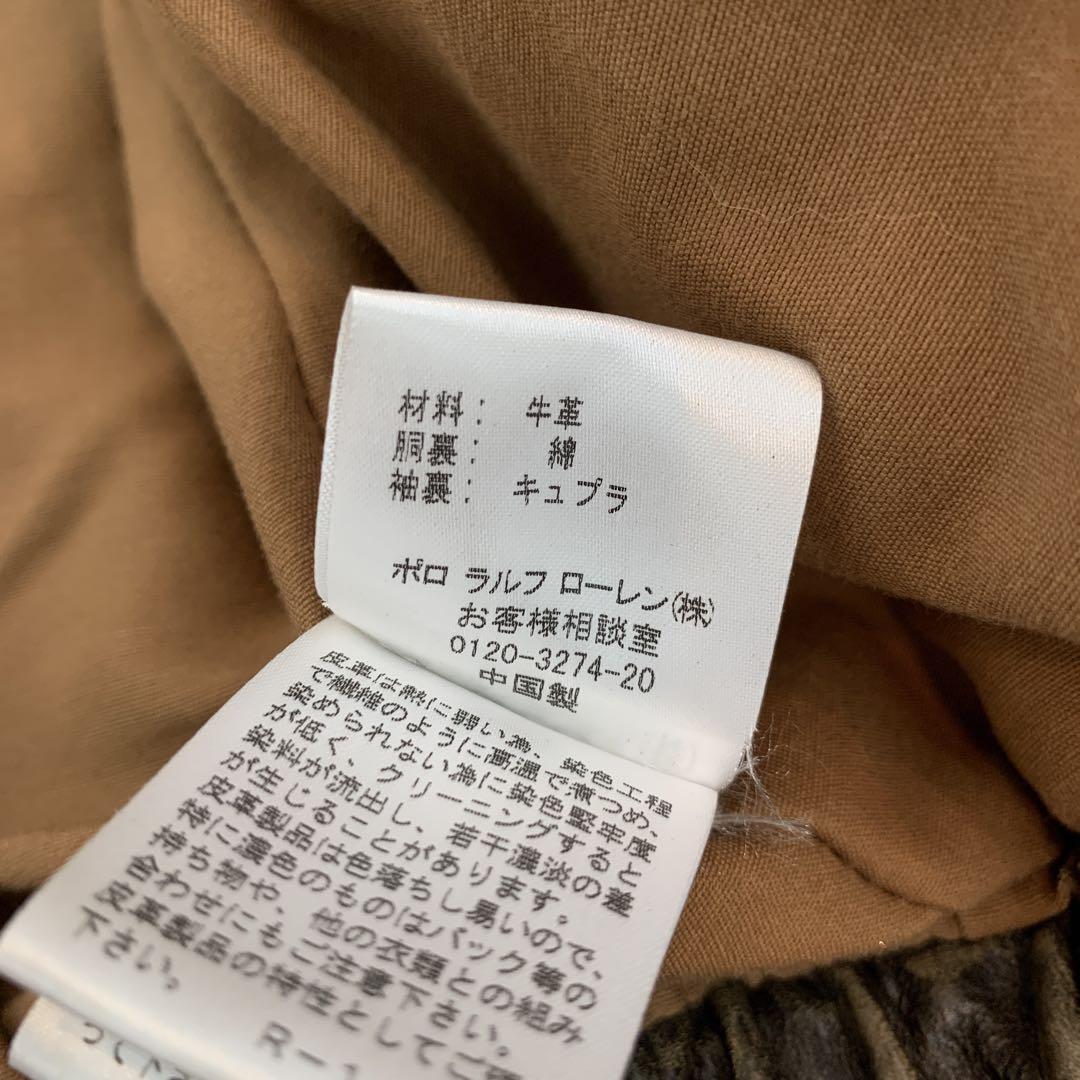 材料： 牛革
胴裏： 綿
袖裏： キュプラ
ポロ ラルフ ローレン(株)
お客様相談室
0120-3274-20
中国製
皮革は熱に弱い為、染色工程
で繊維のように高温で煮つめ、
染められない為に染色堅牢度
が低く、クリーニングすると
染料が流出し、若干濃淡の差
が生じることがあります。
皮革製品は色落ちし易いので、
特に濃色のものはバック等の
持ち物や、他の衣類との組み
合わせにもご注意下さい。
皮革製品の特性としてご
下さい。
R-1